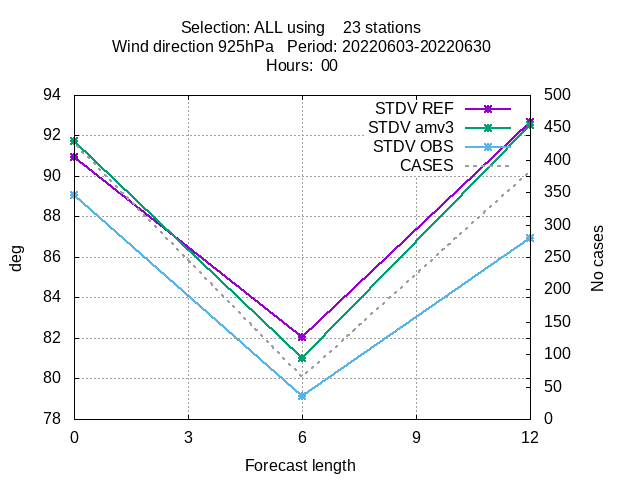 Selection: ALL using    23 stations
Wind direction 925hPa   Period: 20220603-20220630
Hours:  00
STDV REF
STDV amv3
STDV OBS
CASES
94
92
90
88
86
84
82
80
78
deg
500
450
400
350
300
250
200
150
100
50
0
No cases
0 3 6 9 12
Forecast length